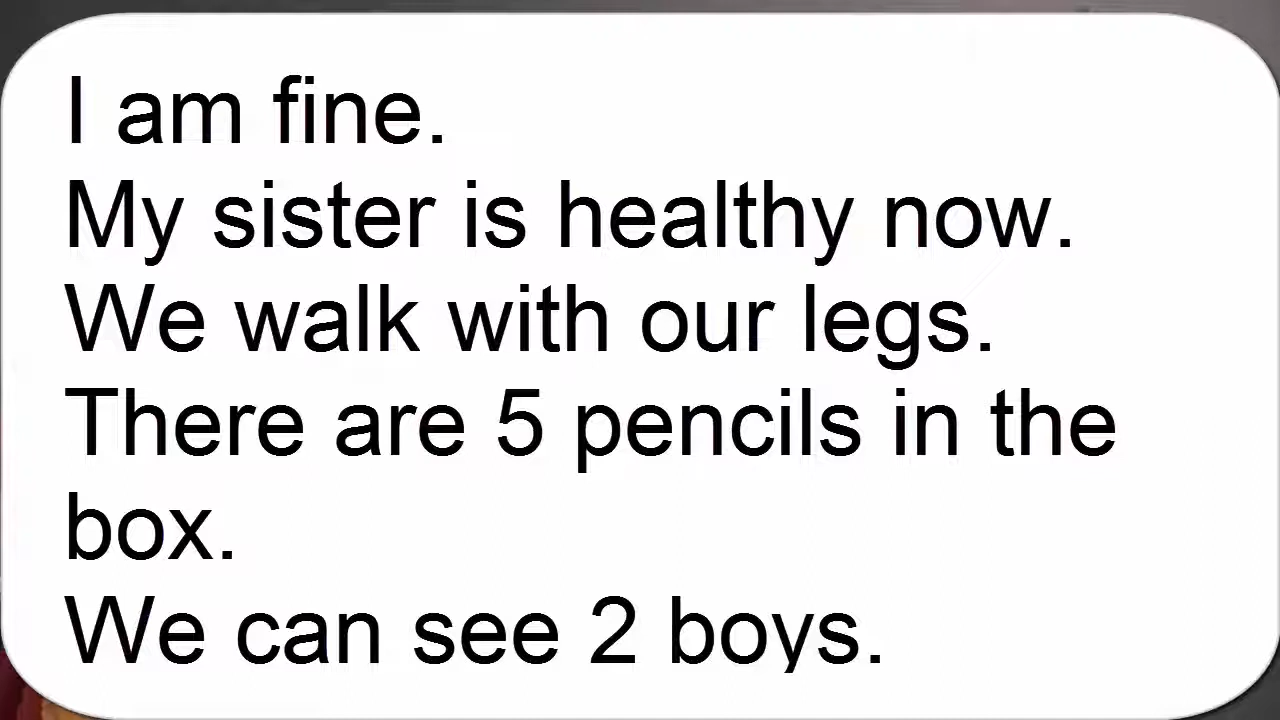 I am fine.
My sister is healthy now.
We walk with our legs.
There are 5 pencils in the
box.
We can see 2 boys.